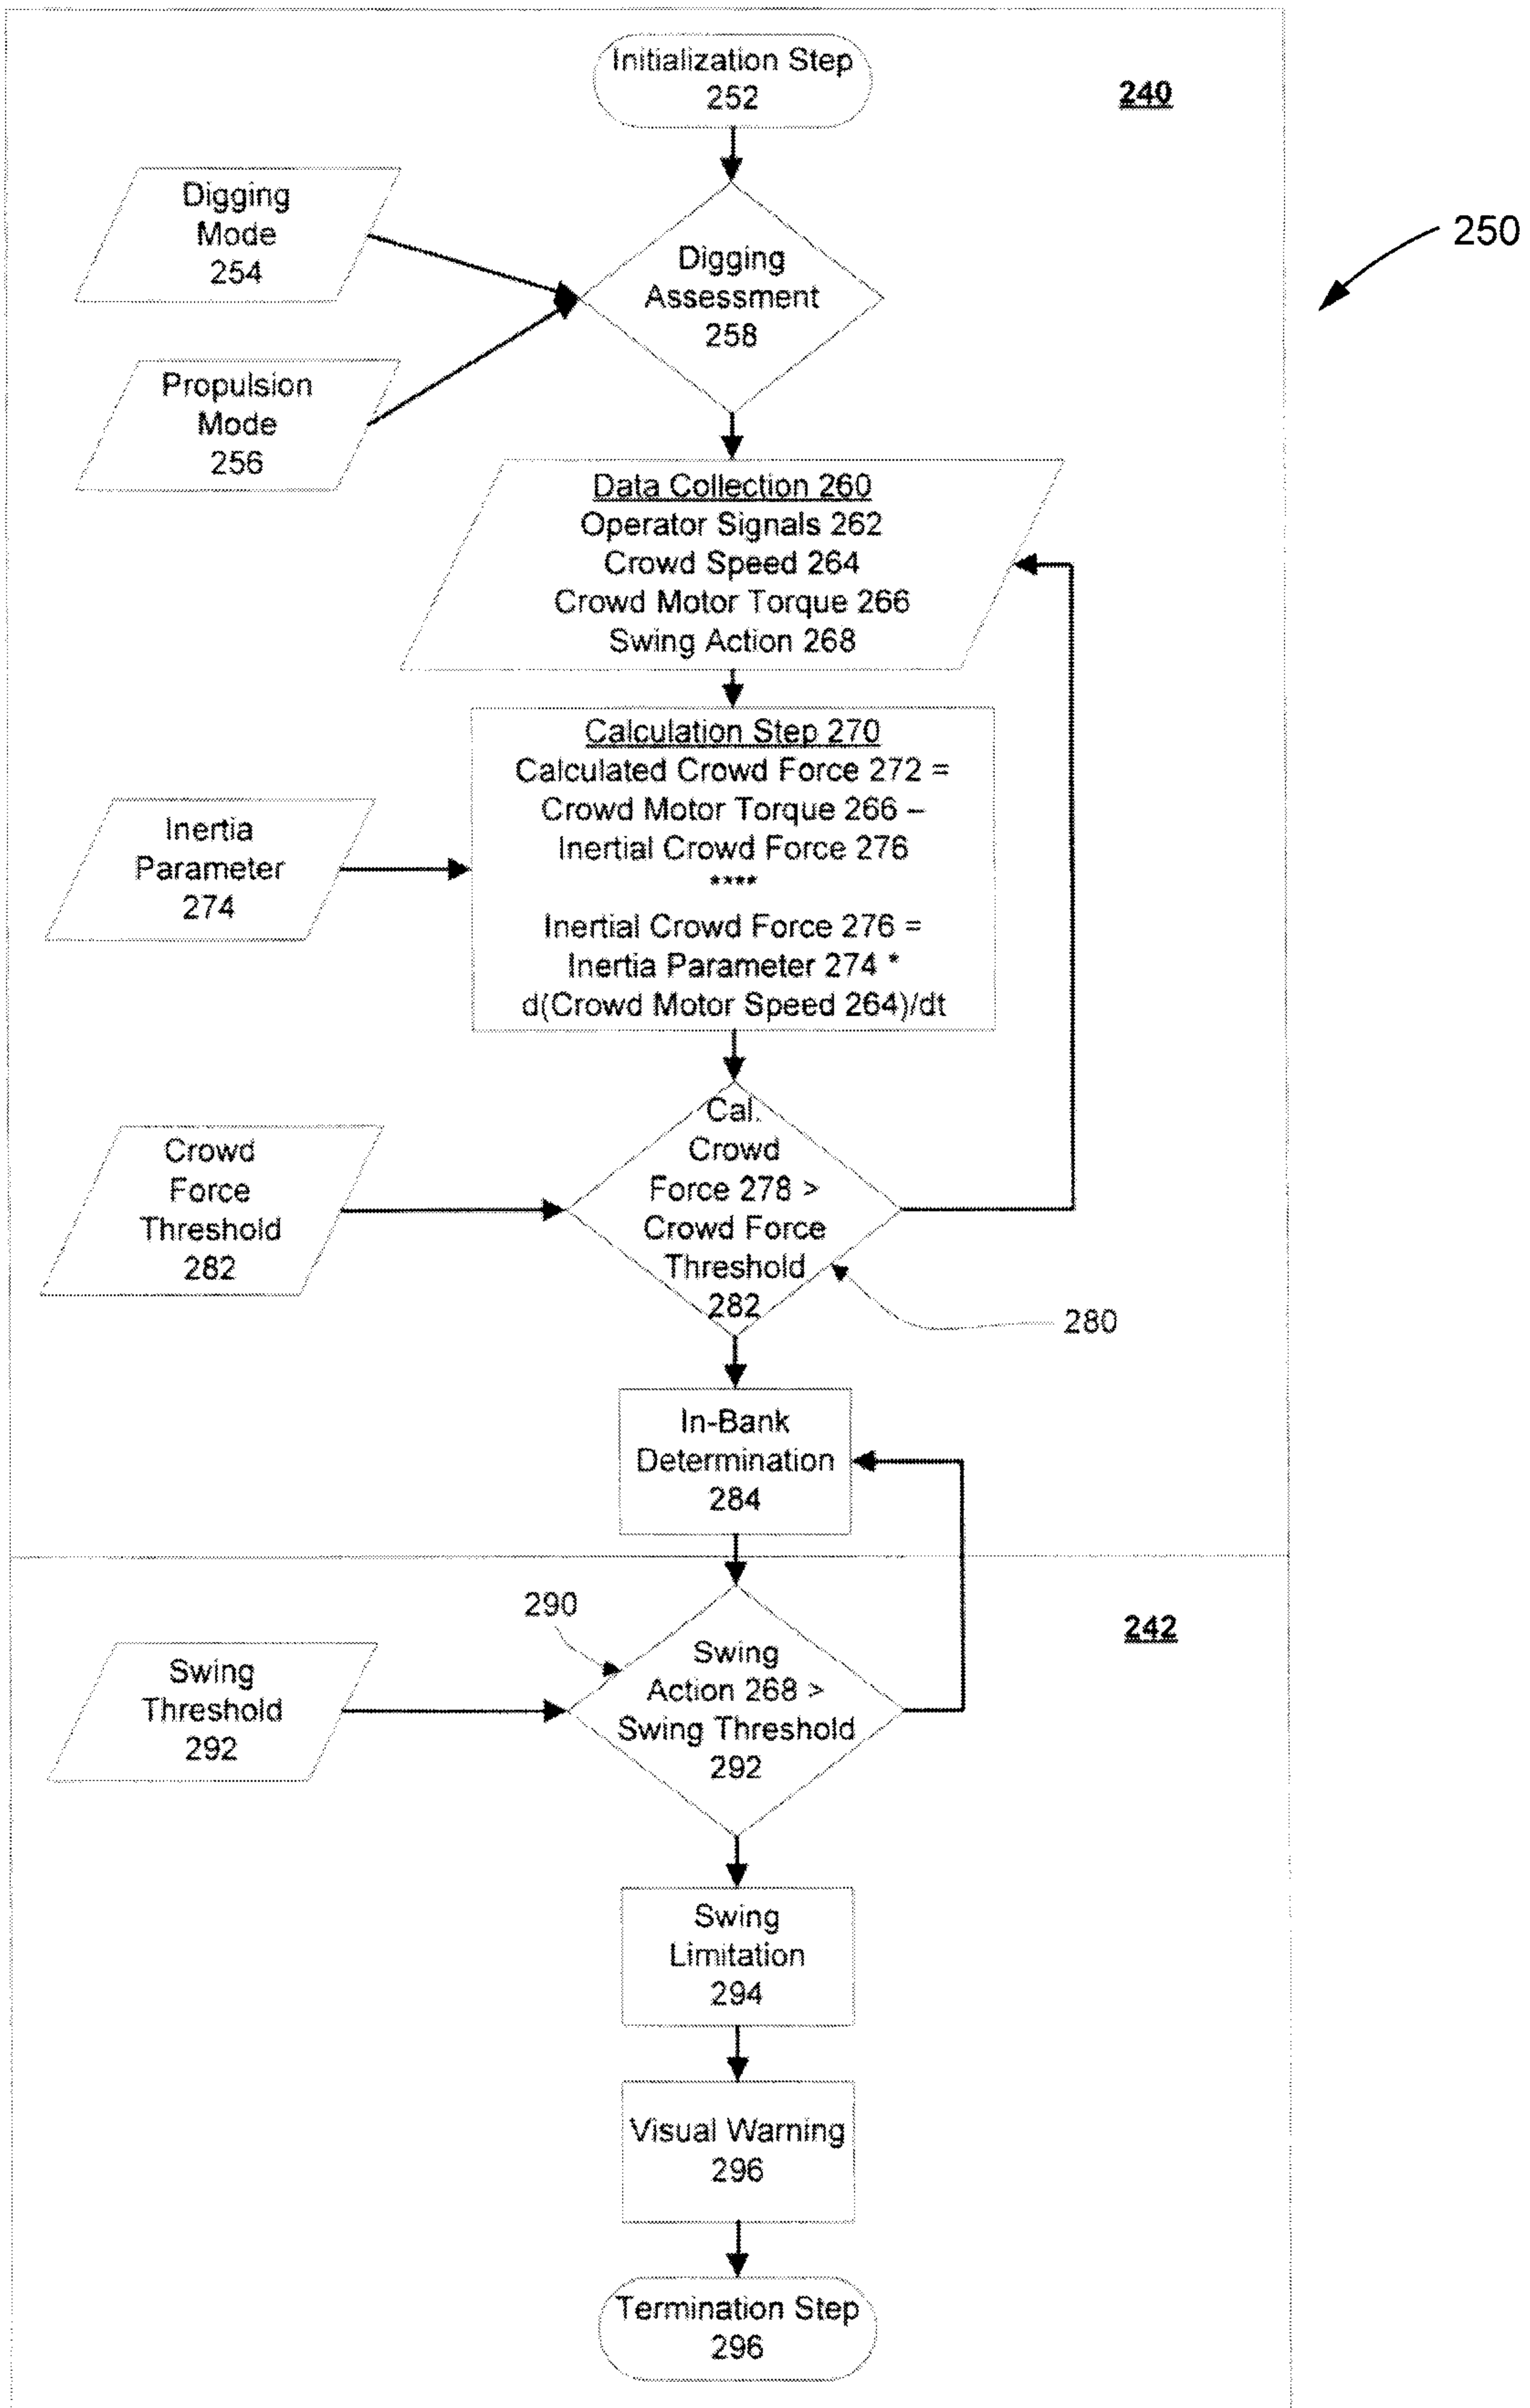 Initialization Step
252
240
Digging
Mode
254
250
Digging
Assessment
258
Propulsion
Mode
256
Data Collection 260
Operator Signals 262
Crowd Speed 264
Crowd Motor Torque 266
Swing Action 268
Calculation Step 270
Calculated Crowd Force 272 =
Crowd Motor Torque 266 –
Inertial Crowd Force 276
****
Inertial Crowd Force 276 =
Inertia Parameter 274 *
d(Crowd Motor Speed 264)/dt
Inertia
Parameter
274
Cal.
Crowd
Force 278 >
Crowd Force
Threshold
282
Crowd
Force
Threshold
282
280
In-Bank
Determination
284
290
242
Swing
Action 268 >
Swing Threshold
292
Swing
Threshold
292
Swing
Limitation
294
Visual Warning
296
Termination Step
296